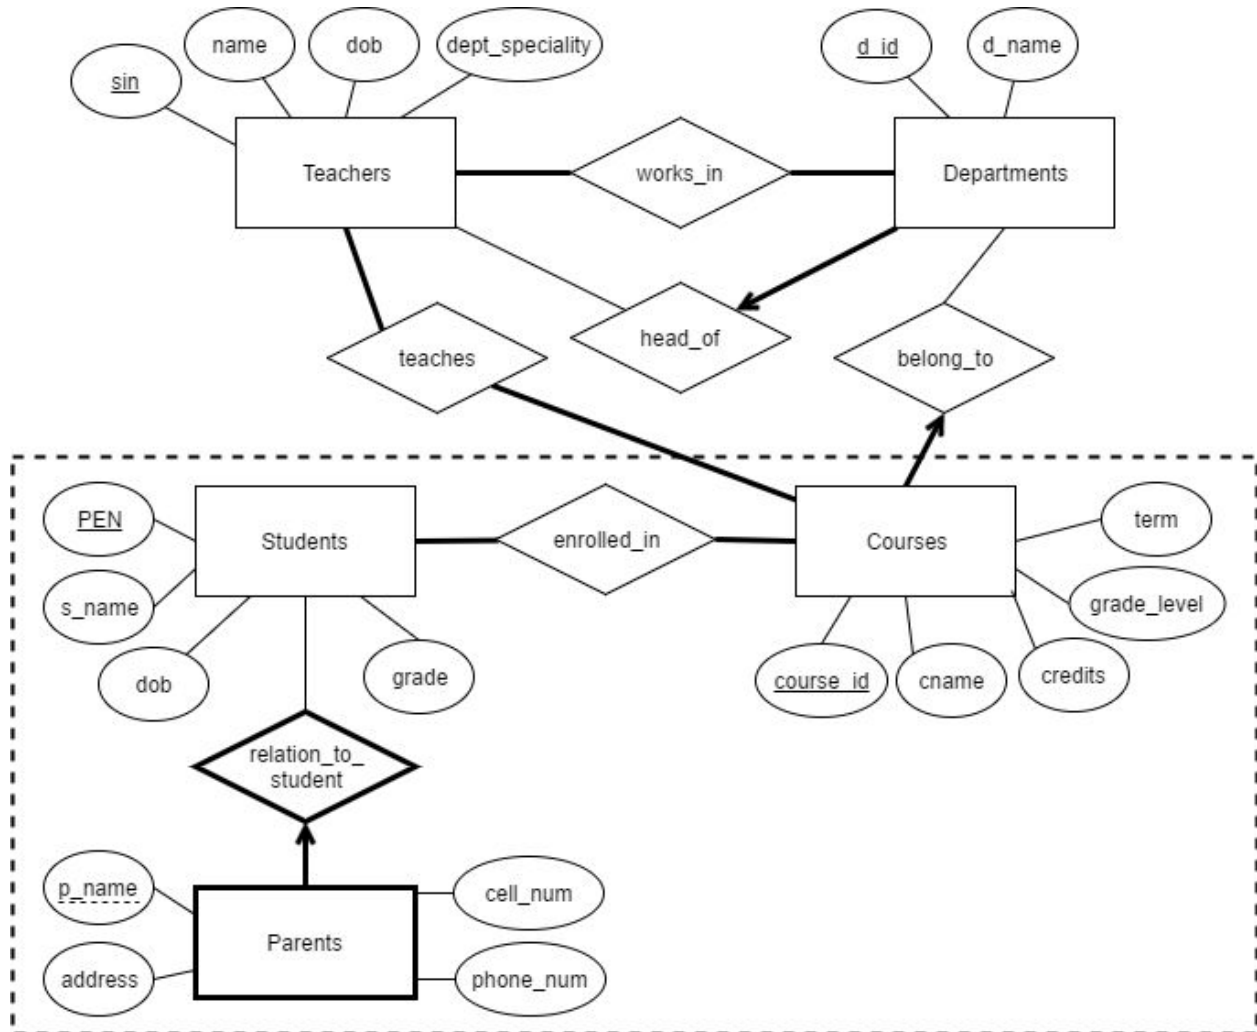 name
dob
dept_speciality
d_id
d_name
sin
Teachers
works_in
Departments
head_of
teaches
belong_to
PEN
Students
enrolled_in
Courses
term
s_name
grade_level
dob
grade
course_id
cname
credits
relation_to_
student
p_name
cell_num
Parents
address
phone_num